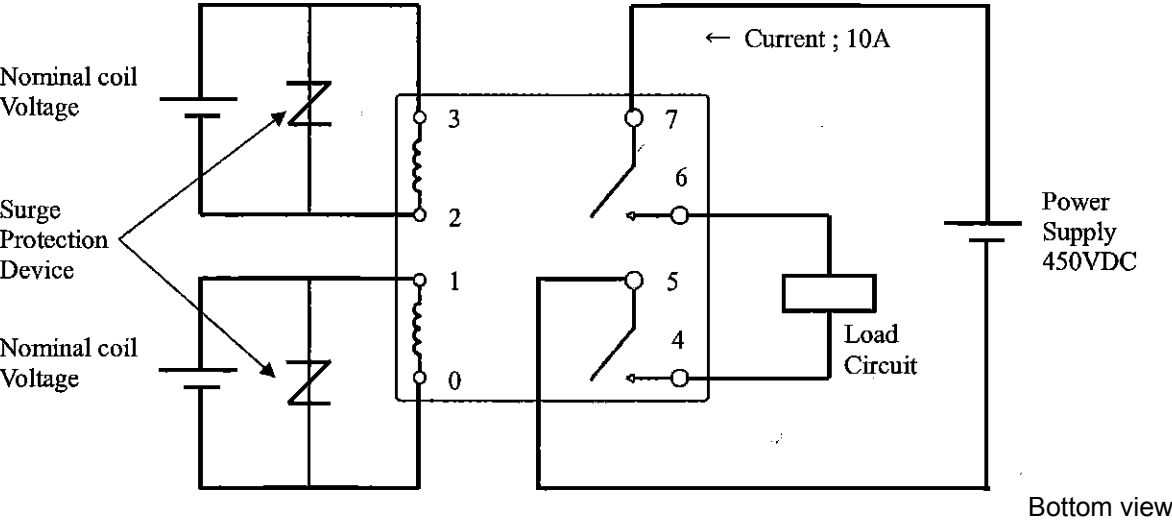 ← Current ; 10A
Nominal coil
Voltage
3
7
6
Surge
Protection
Device
2
Power
Supply
450VDC
1
5
Nominal coil
Voltage
4
Load
Circuit
0
Bottom view